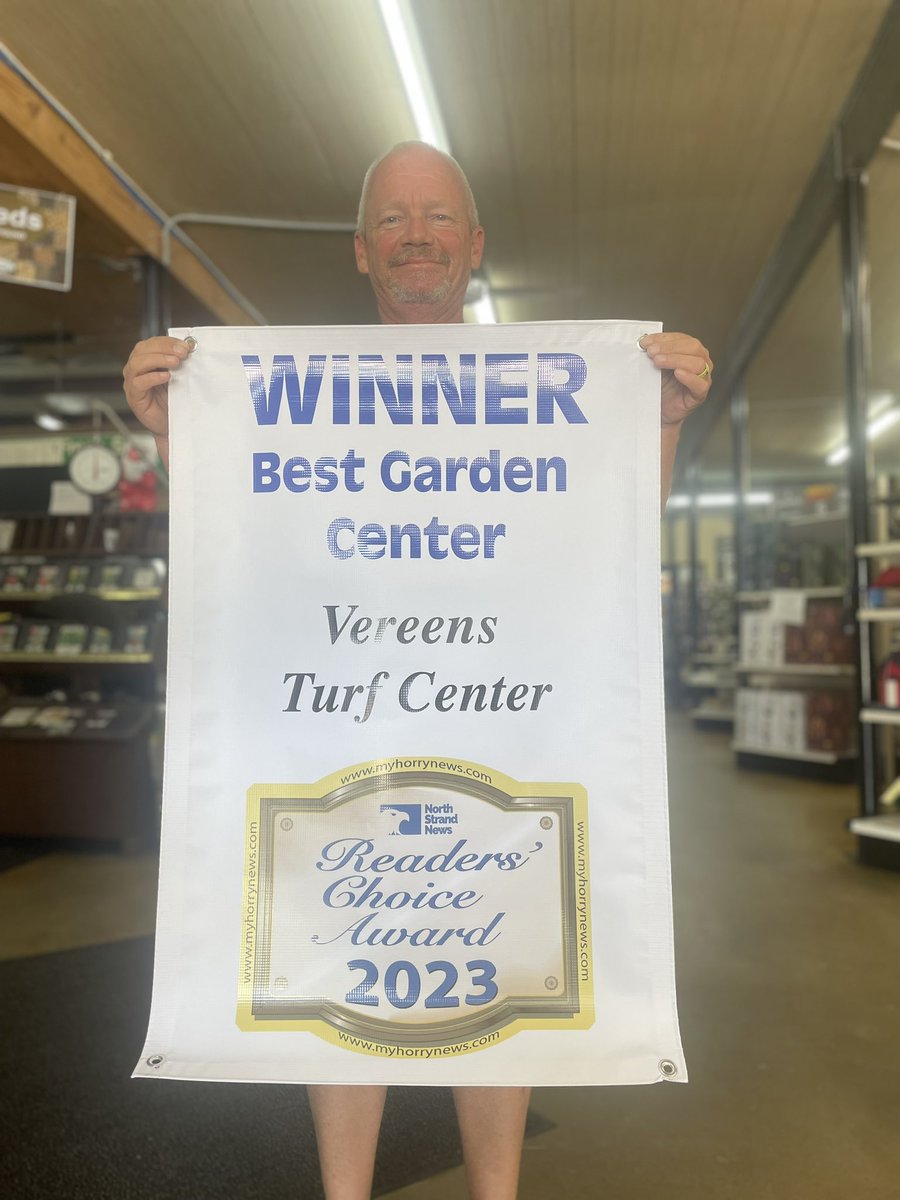 ods
WINNER
Best Garden
Center
Vereens
Turf Center
www.myhorrynews.com
North
Strand
News
www.myhorrynews.com
www.myhorrynews.com
Readers'
Choice
Award
2023
www.myhorrynews.com